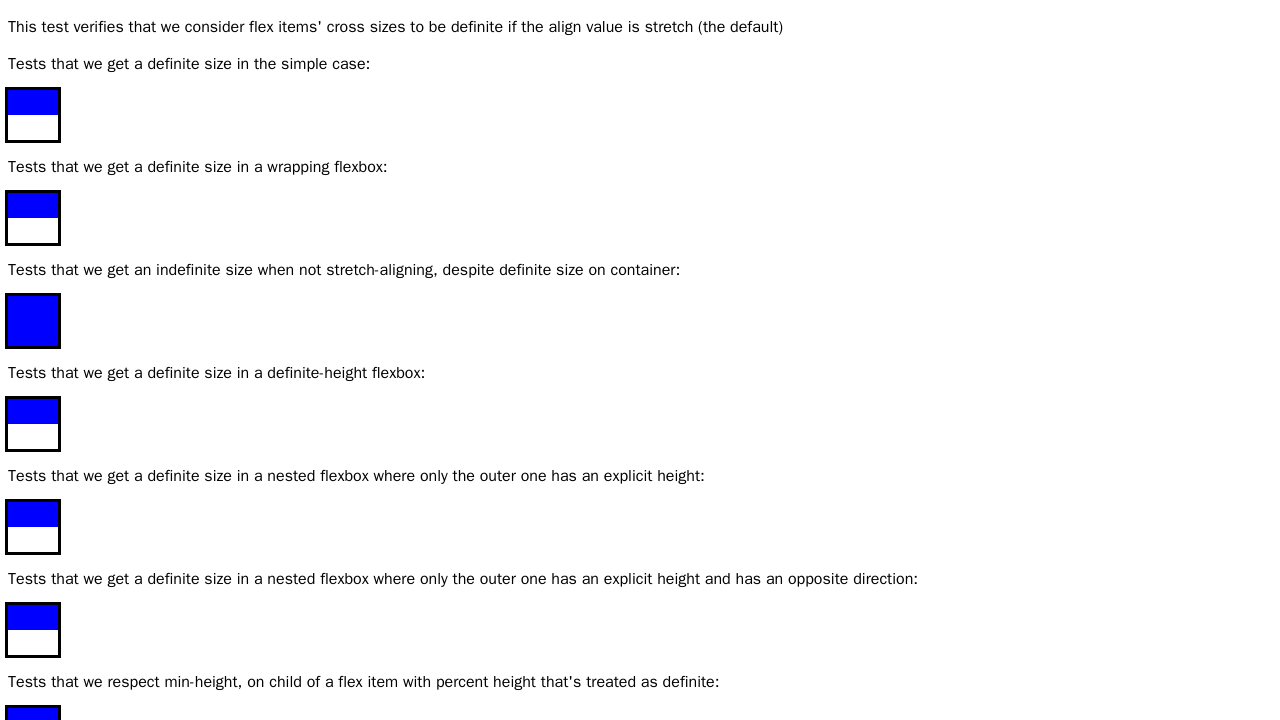 This test verifies that we consider flex items' cross sizes to be definite if the align value is stretch (the default)
Tests that we get a definite size in the simple case:
Tests that we get a definite size in a wrapping flexbox:
Tests that we get an indefinite size when not stretch-aligning, despite definite size on container:
Tests that we get a definite size in a definite-height flexbox:
Tests that we get a definite size in a nested flexbox where only the outer one has an explicit height:
Tests that we get a definite size in a nested flexbox where only the outer one has an explicit height and has an opposite direction:
Tests that we respect min-height, on child of a flex item with percent height that's treated as definite: